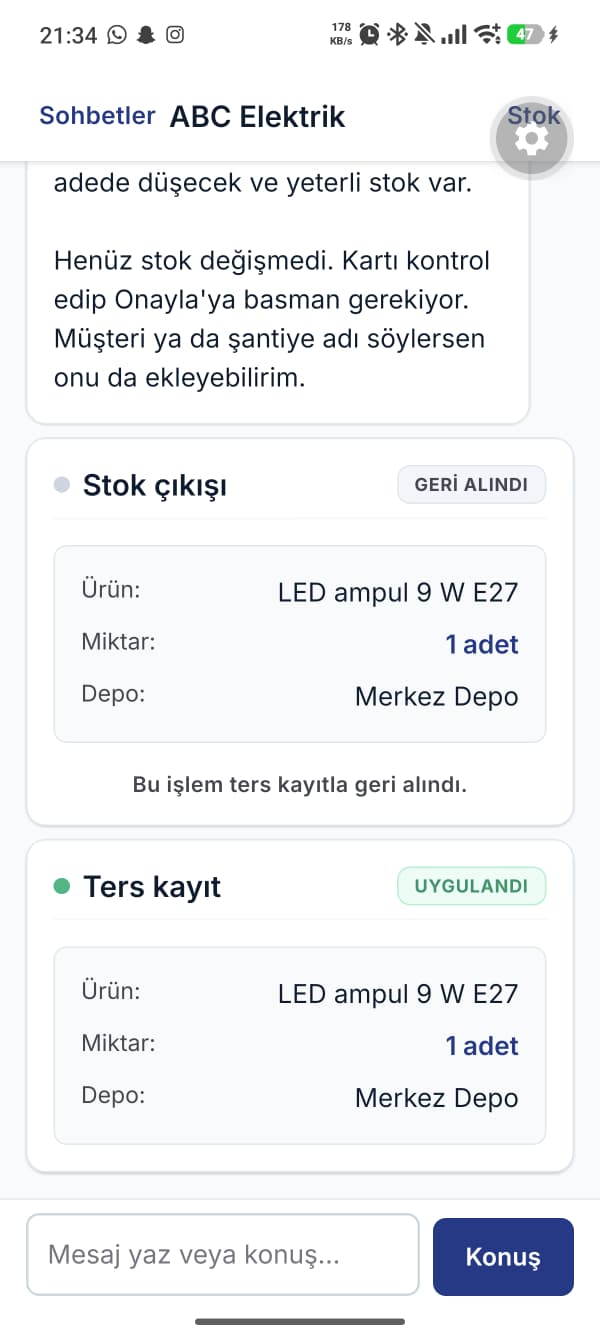 21:34
178
KB/s
47
Sohbetler ABC Elektrik Stok
adede düşecek ve yeterli stok var.
Henüz stok değişmedi. Kartı kontrol
edip Onayla'ya basman gerekiyor.
Müşteri ya da şantiye adı söylersen
onu da ekleyebilirim.
Stok çıkışı GERİ ALINDI
Ürün: LED ampul 9 W E27
Miktar: 1 adet
Depo: Merkez Depo
Bu işlem ters kayıtla geri alındı.
Ters kayıt UYGULANDI
Ürün: LED ampul 9 W E27
Miktar: 1 adet
Depo: Merkez Depo
Mesaj yaz veya konuş... Konuş